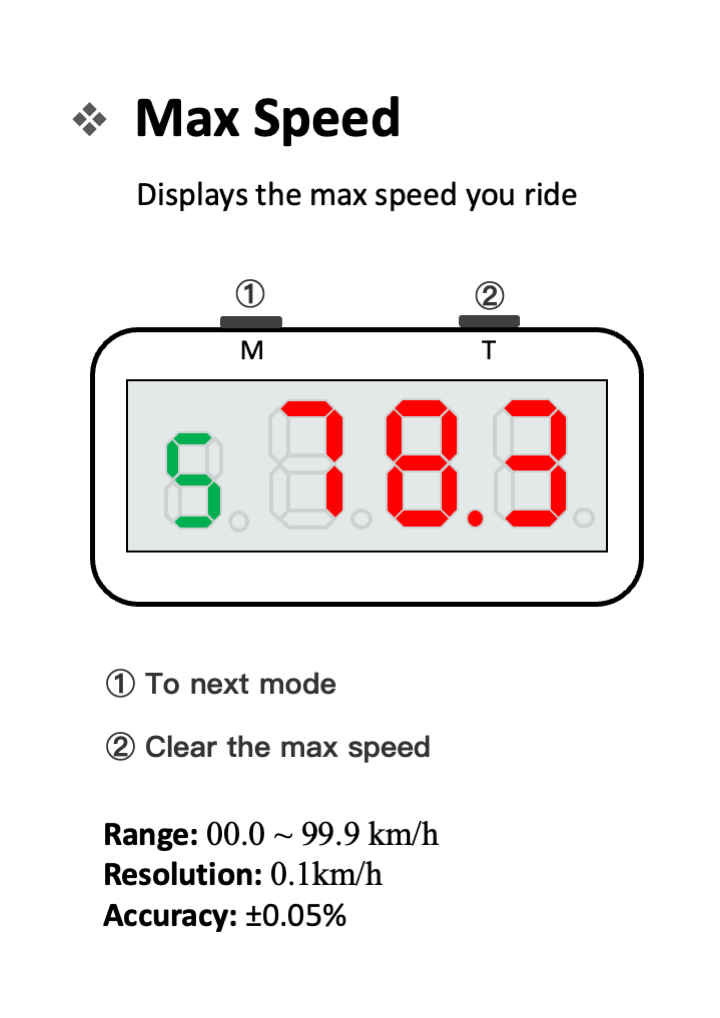 ❖ Max Speed
Displays the max speed you ride
① ②
M T
S 78.3
① To next mode
② Clear the max speed
Range: 00.0 ~ 99.9 km/h
Resolution: 0.1km/h
Accuracy: ±0.05%